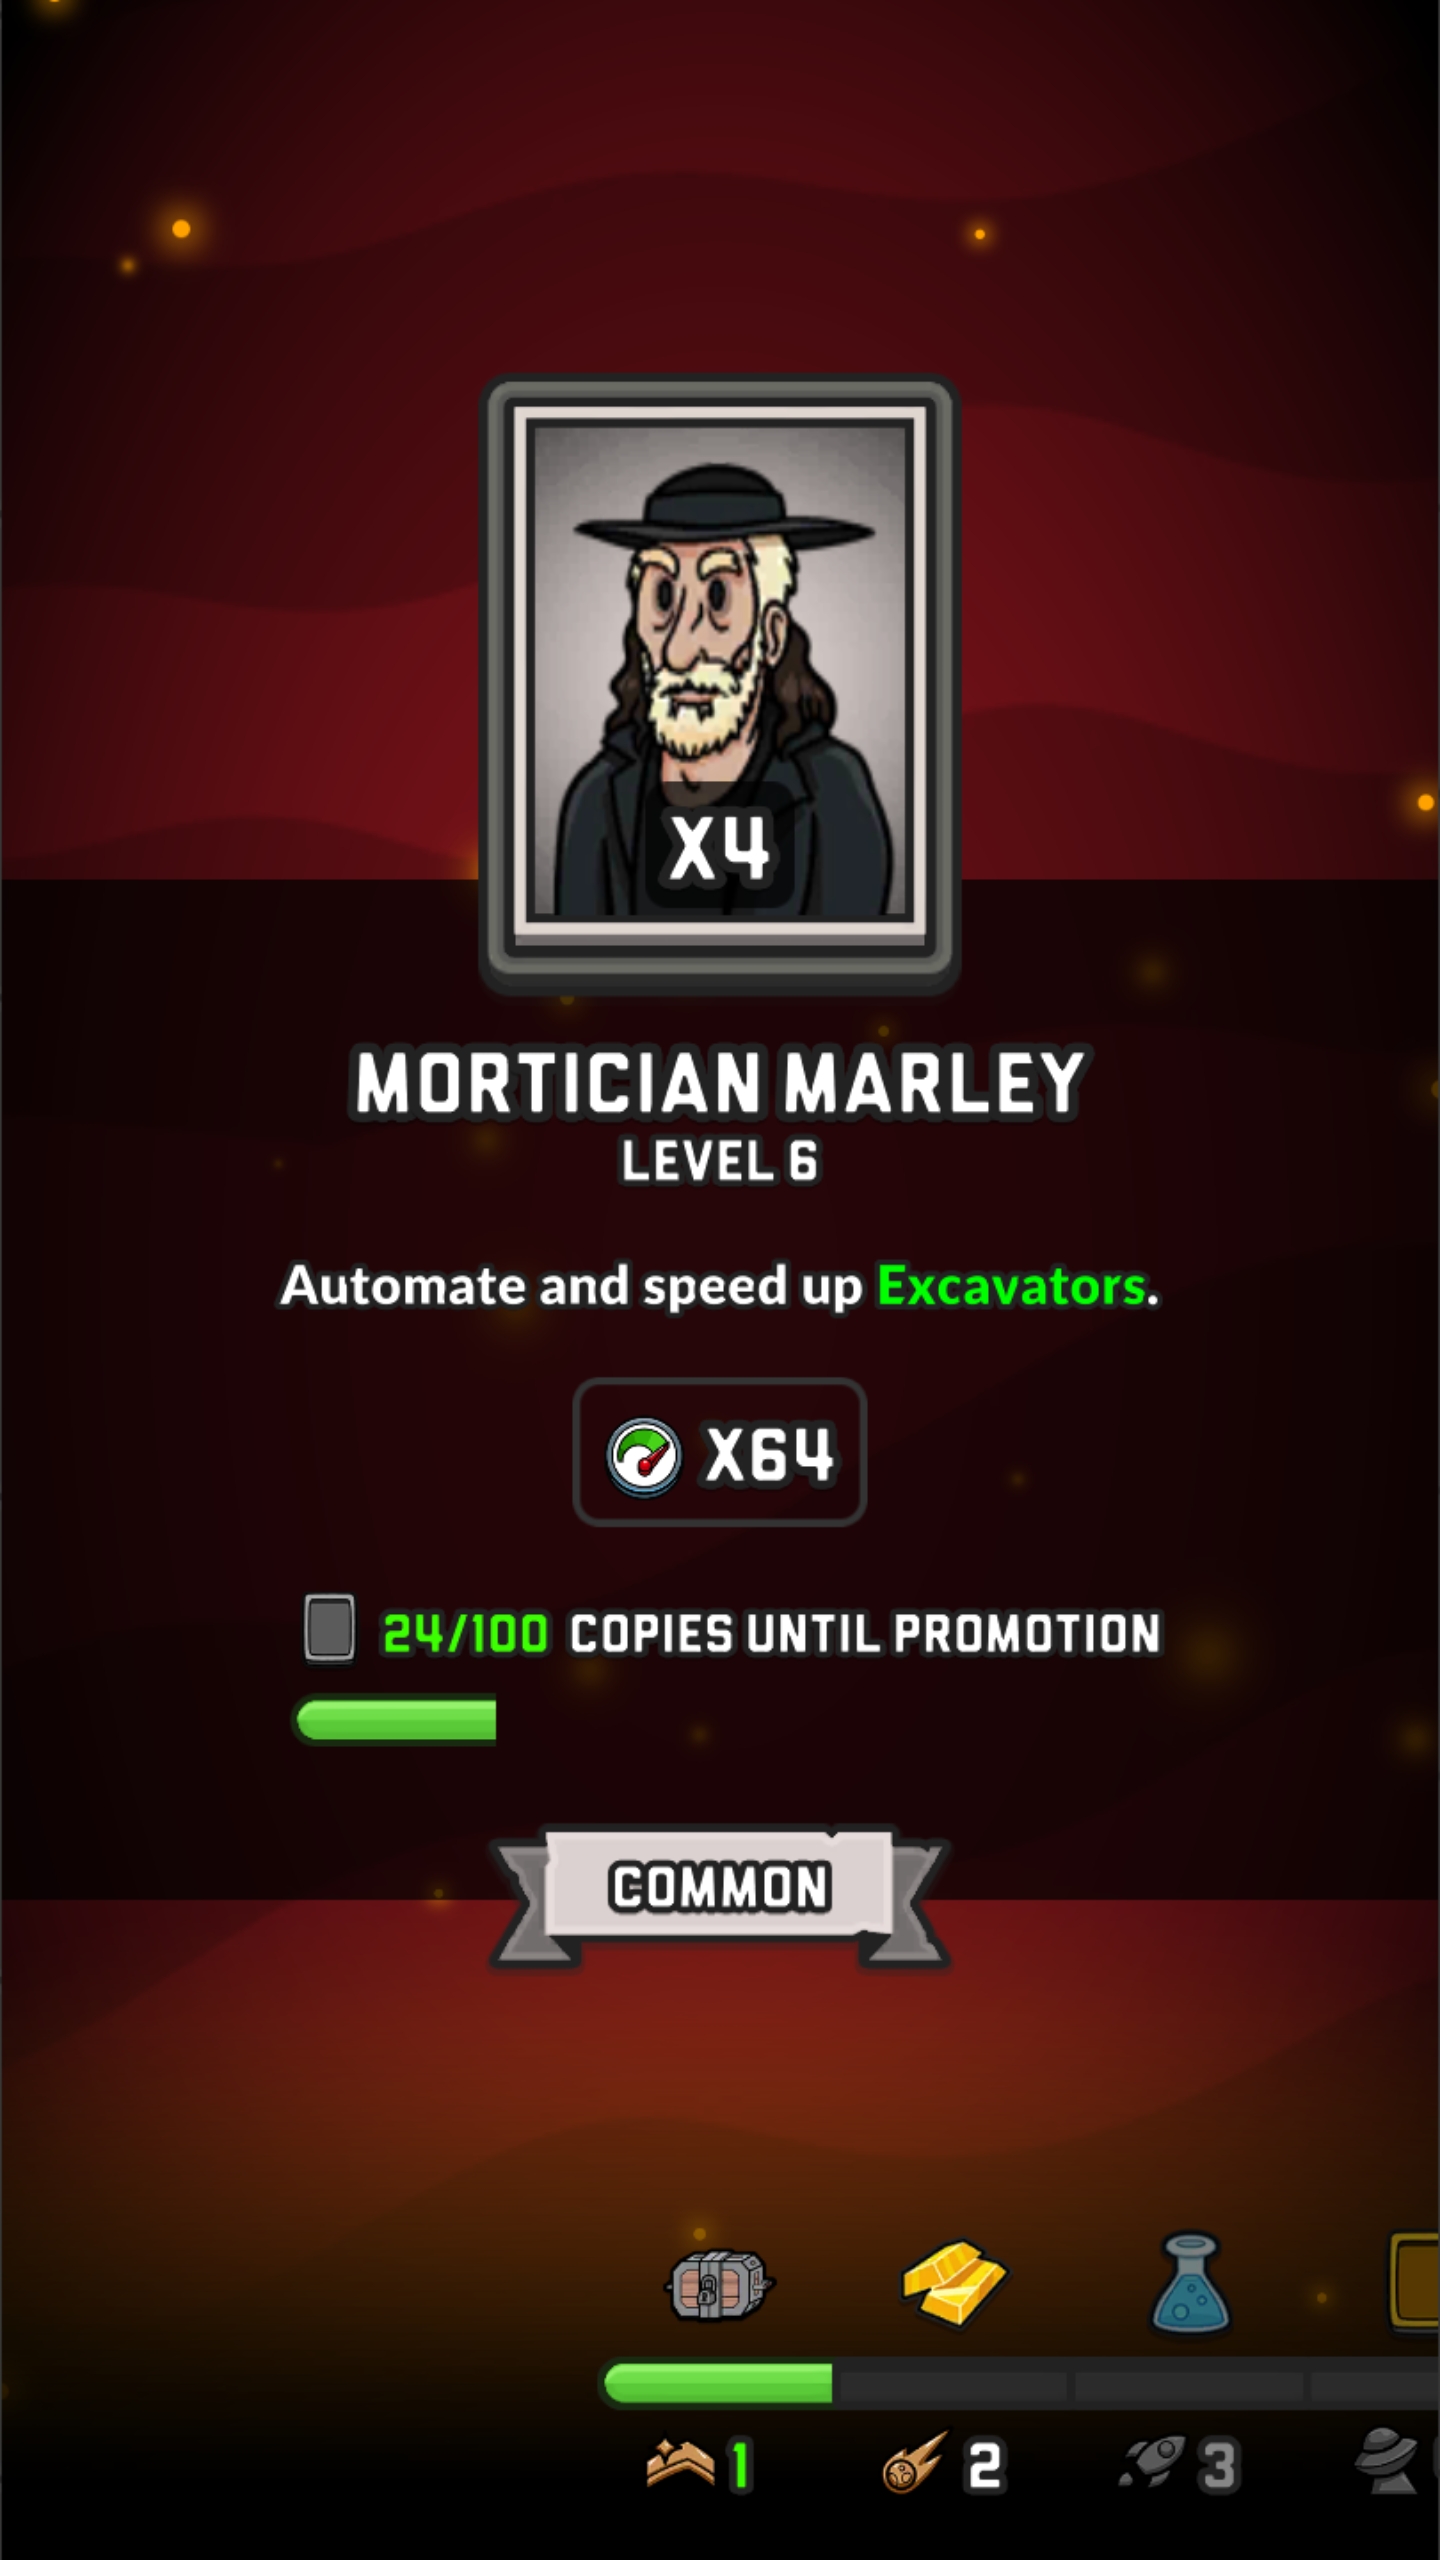 X4
MORTICIAN MARLEY
LEVEL 6
Automate and speed up Excavators.
X64
24/100 COPIES UNTIL PROMOTION
COMMON
1 2 3